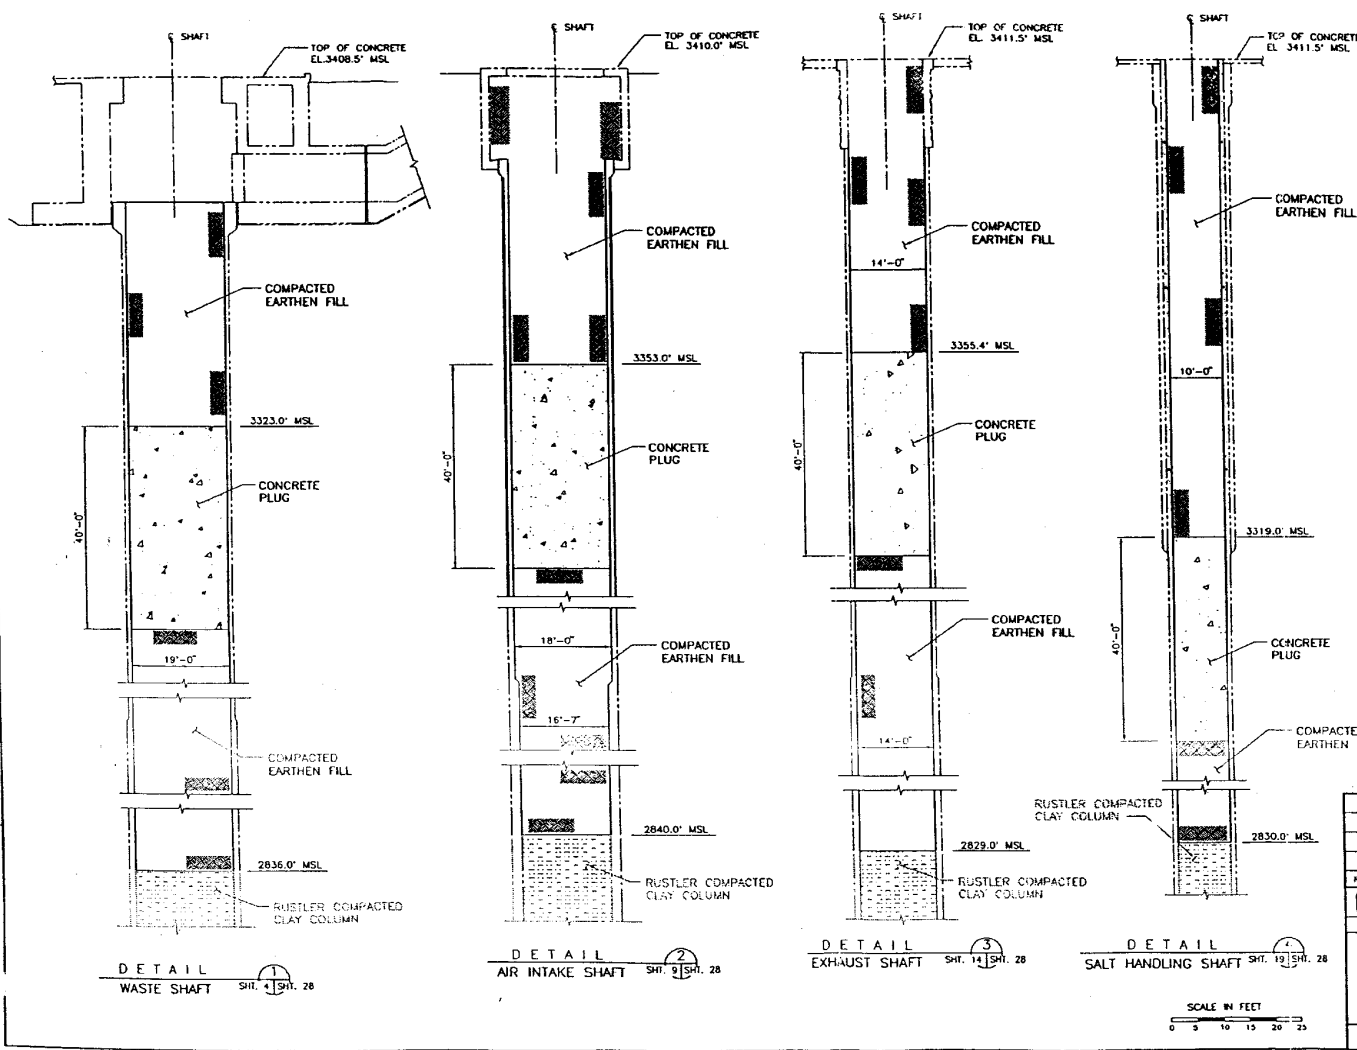 ℄ SHAFT
TOP OF CONCRETE
EL.3408.5' MSL
COMPACTED
EARTHEN FILL
3323.0' MSL
CONCRETE
PLUG
40'-0"
19'-0"
COMPACTED
EARTHEN FILL
2836.0' MSL
RUSTLER COMPACTED
CLAY COLUMN
DETAIL 1
WASTE SHAFT SHT. 4 SHT. 28
℄ SHAFT
TOP OF CONCRETE
EL. 3410.0' MSL
COMPACTED
EARTHEN FILL
3353.0' MSL
CONCRETE
PLUG
40'-0"
18'-0"
COMPACTED
EARTHEN FILL
16'-7"
2840.0' MSL
RUSTLER COMPACTED
CLAY COLUMN
DETAIL 2
AIR INTAKE SHAFT SHT. 9 SHT. 28
℄ SHAFT
TOP OF CONCRETE
EL. 3411.5' MSL
COMPACTED
EARTHEN FILL
14'-0"
3355.4' MSL
CONCRETE
PLUG
40'-0"
COMPACTED
EARTHEN FILL
14'-0"
2829.0' MSL
RUSTLER COMPACTED
CLAY COLUMN
DETAIL 3
EXHAUST SHAFT SHT. 14 SHT. 28
℄ SHAFT
TOP OF CONCRETE
EL. 3411.5' MSL
COMPACTED
EARTHEN FILL
10'-0"
3319.0' MSL
40'-0"
CONCRETE
PLUG
COMPACTE
EARTHEN
RUSTLER COMPACTED
CLAY COLUMN
2830.0' MSL
DETAIL 4
SALT HANDLING SHAFT SHT. 19 SHT. 28
SCALE IN FEET
0 5 10 15 20 25